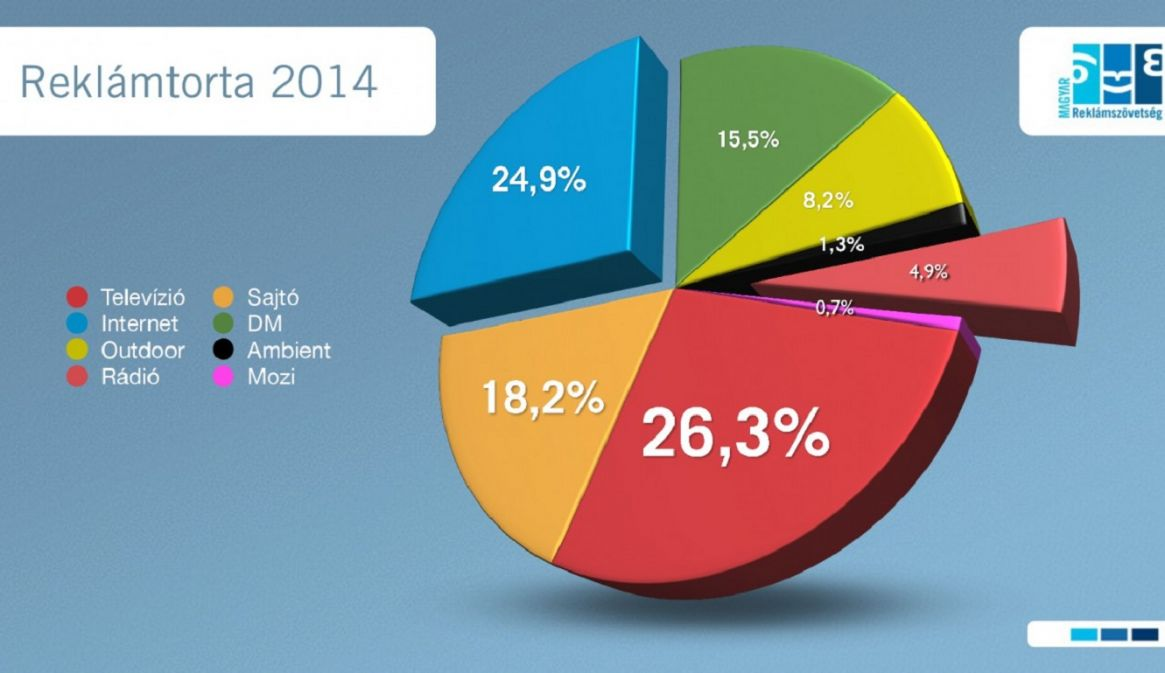 Reklámtorta 2014
MAGYAR
Reklámszövetség
24,9%
15,5%
8,2%
1,3%
4,9%
0,7%
18,2%
26,3%
Televízió
Sajtó
Internet
DM
Outdoor
Ambient
Rádió
Mozi